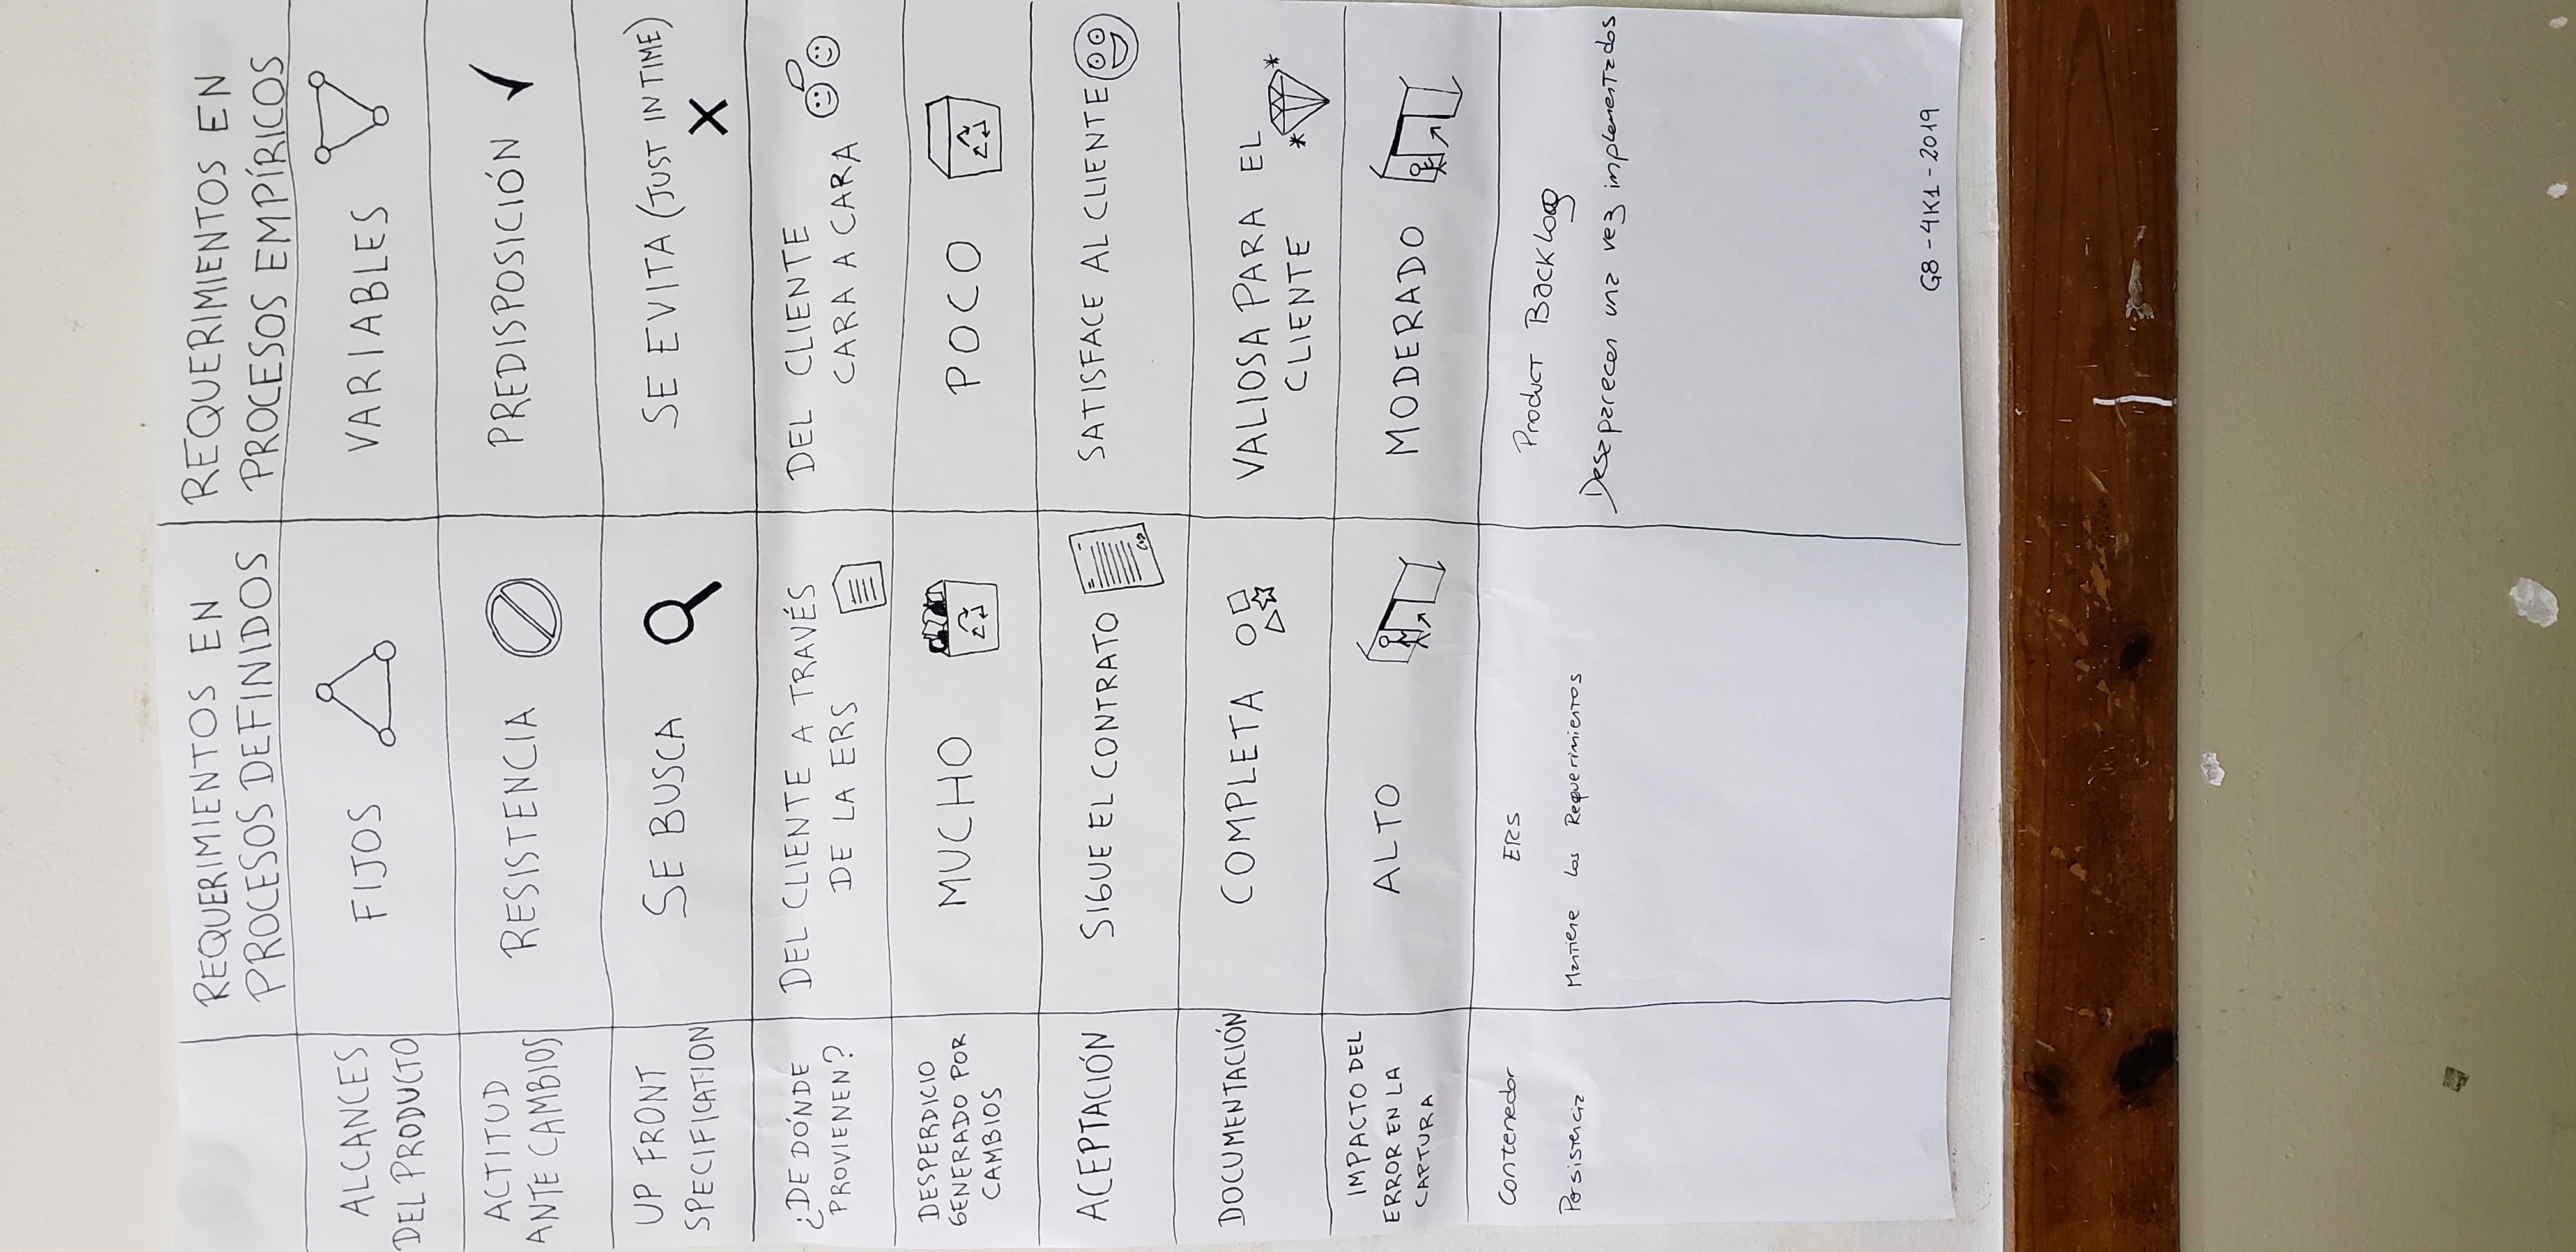 REQUERIMIENTOS EN
PROCESOS DEFINIDOS
REQUERIMIENTOS EN
PROCESOS EMPÍRICOS
ALCANCES
DEL PRODUCTO
FIJOS
VARIABLES
ACTITUD
ANTE CAMBIOS
RESISTENCIA
PREDISPOSICIÓN
UP FRONT
SPECIFICATION
SE BUSCA
SE EVITA (JUST IN TIME)
¿DE DÓNDE
PROVIENEN?
DEL CLIENTE A TRAVÉS
DE LA ERS
DEL CLIENTE
CARA A CARA
DESPERDICIO
GENERADO POR
CAMBIOS
MUCHO
POCO
ACEPTACIÓN
SIGUE EL CONTRATO
SATISFACE AL CLIENTE
DOCUMENTACIÓN
COMPLETA
VALIOSA PARA EL
CLIENTE
IMPACTO DEL
ERROR EN LA
CAPTURA
ALTO
MODERADO
Contenedor
ERS
Product Backlog
Persistencia
Mantiene los Requerimientos
Desaparecen una vez implementados
G8-4K1-2019